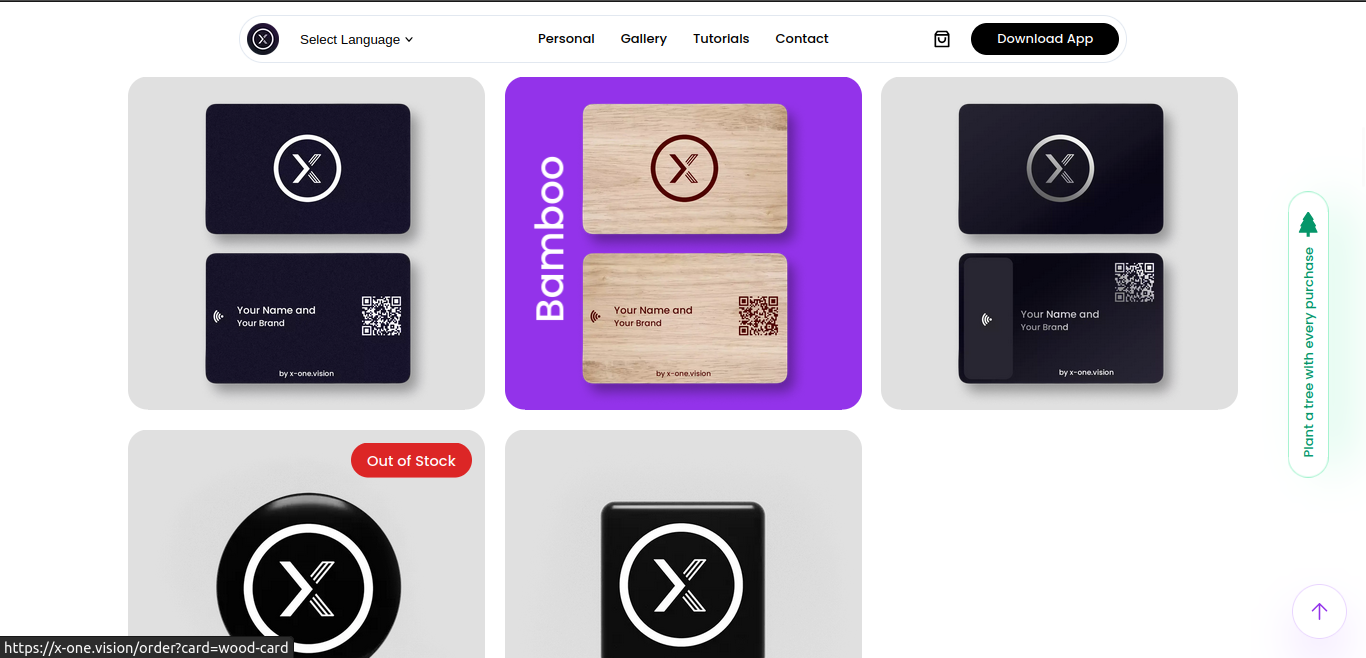 Select Language
Personal
Gallery
Tutorials
Contact
Download App
Your Name and
Your Brand
by x-one.vision
Bamboo
Your Name and
Your Brand
by x-one.vision
Your Name and
Your Brand
by x-one.vision
Plant a tree with every purchase
Out of Stock
https://x-one.vision/order?card=wood-card